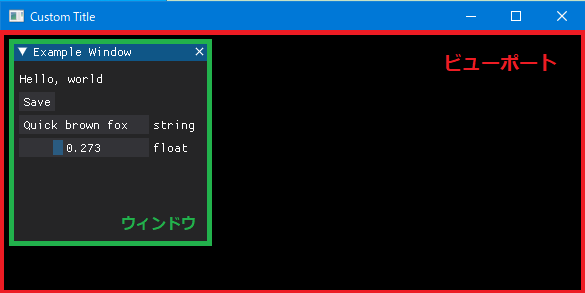 Custom Title
Example Window
ビューポート
Hello, world
Save
Quick brown fox string
0.273 float
ウィンドウ